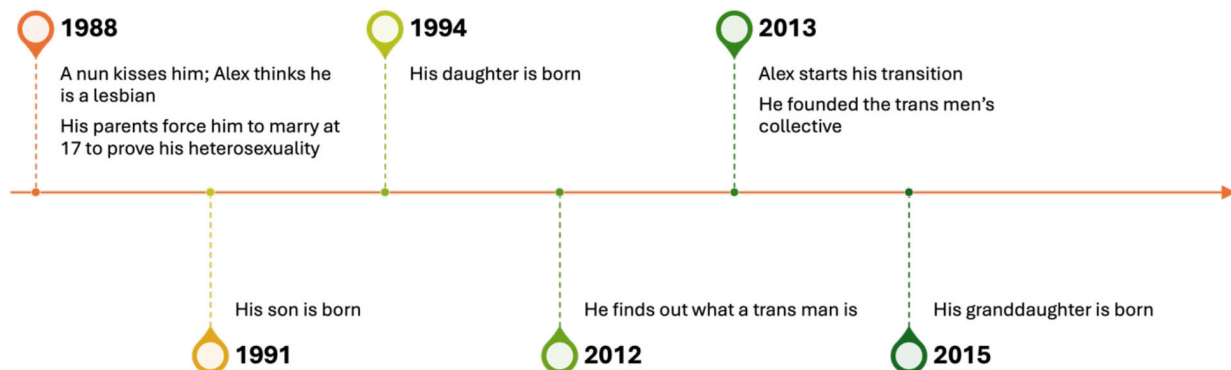 1988
A nun kisses him; Alex thinks he
is a lesbian
His parents force him to marry at
17 to prove his heterosexuality
1994
His daughter is born
2013
Alex starts his transition
He founded the trans men's
collective
His son is born
1991
He finds out what a trans man is
2012
His granddaughter is born
2015